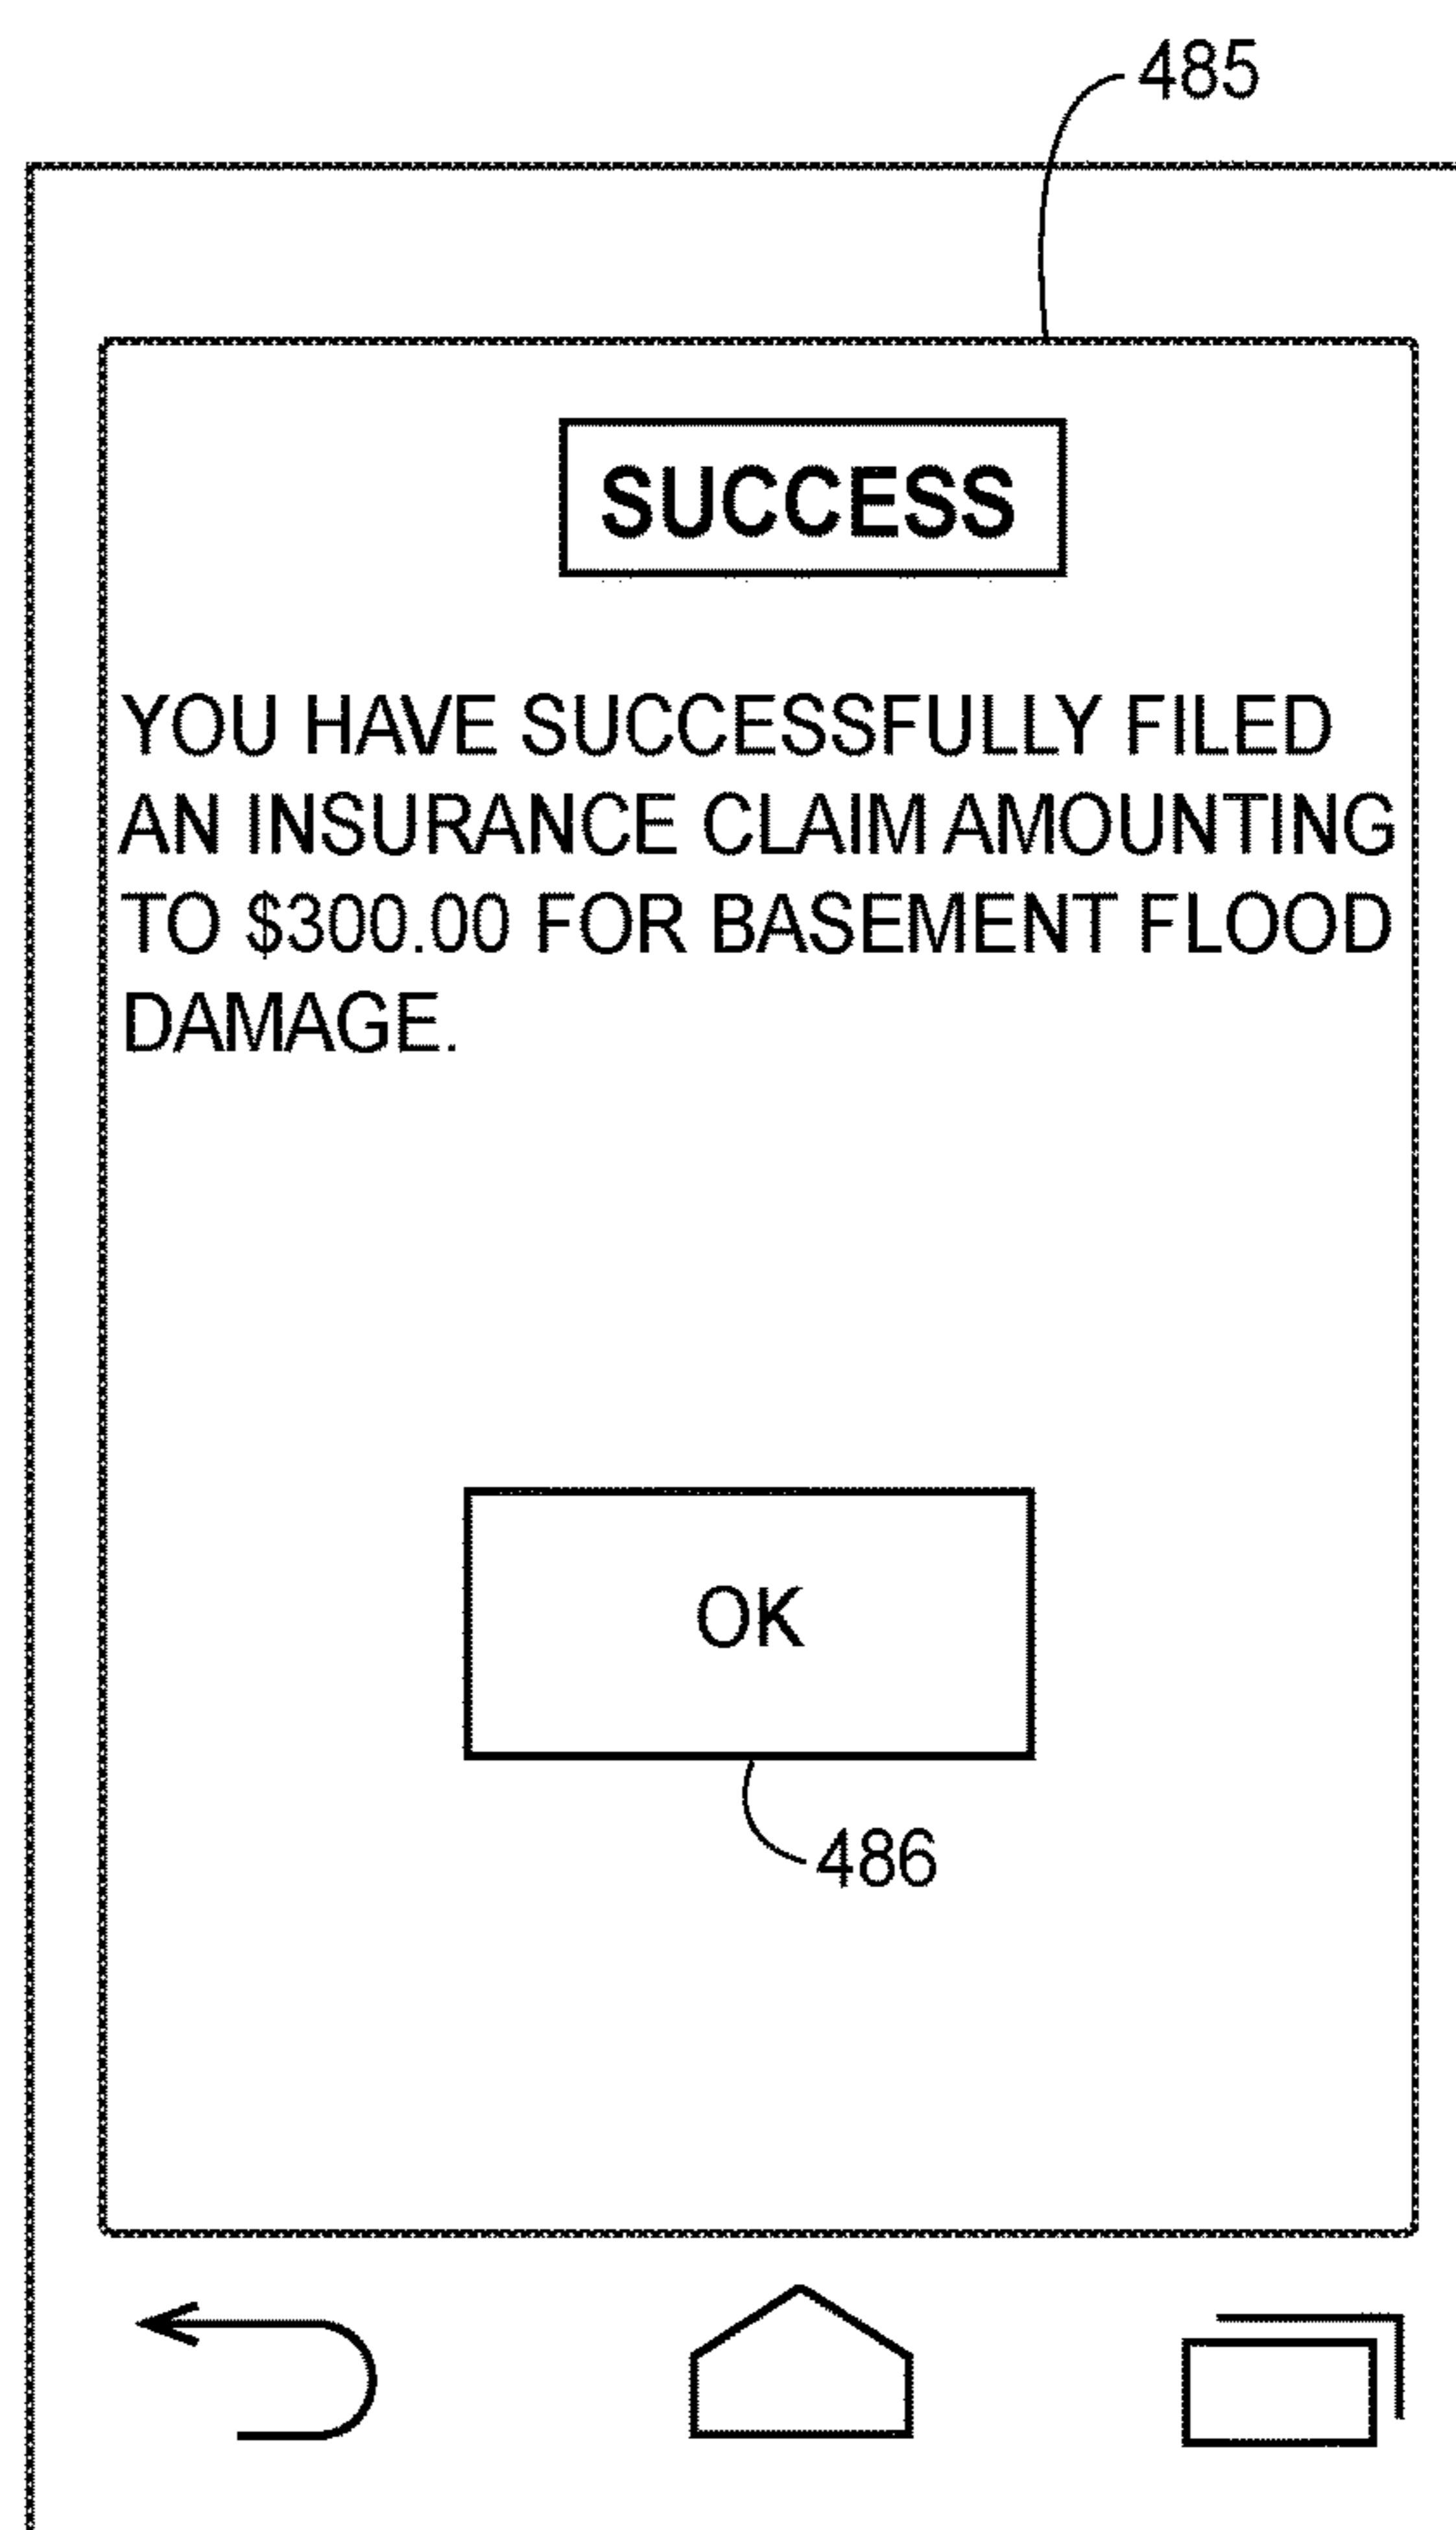 485
SUCCESS
YOU HAVE SUCCESSFULLY FILED
AN INSURANCE CLAIM AMOUNTING
TO $300.00 FOR BASEMENT FLOOD
DAMAGE.
OK
486